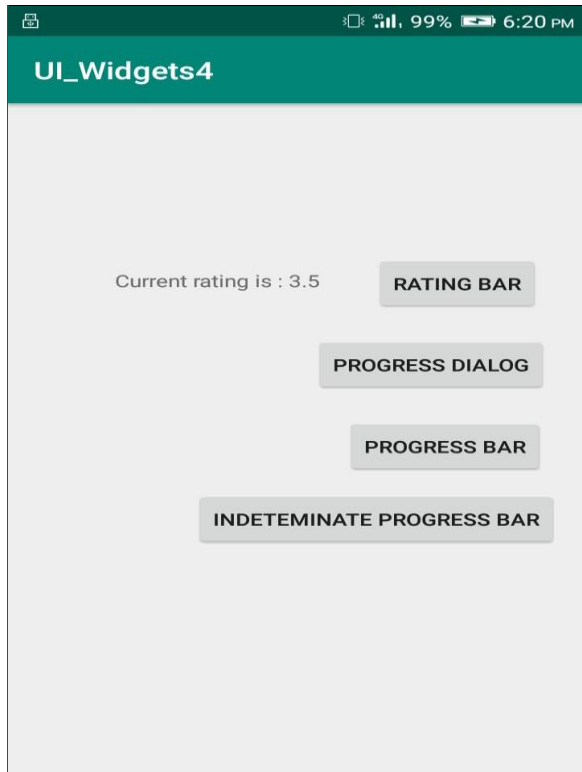 4G 99% 6:20 PM
UI_Widgets4
Current rating is : 3.5 RATING BAR
PROGRESS DIALOG
PROGRESS BAR
INDETEMINATE PROGRESS BAR